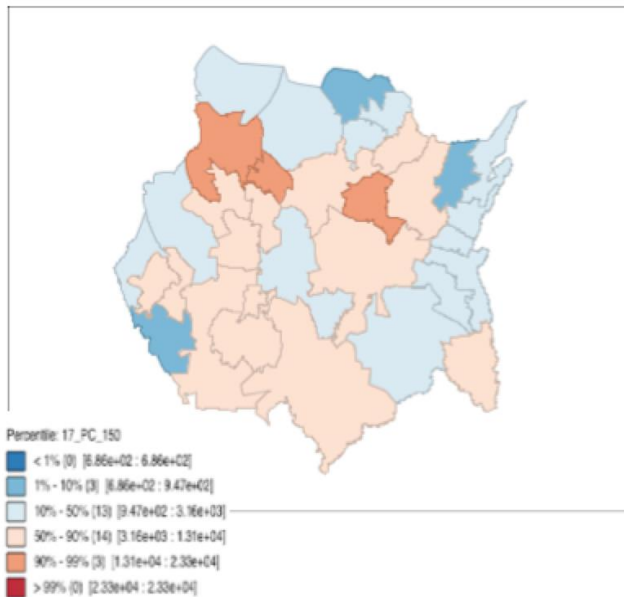 Percentile: 17_PC_150
< 1% (0) [6.86e+02 : 6.86e+02]
1% - 10% (3) [6.86e+02 : 9.47e+02]
10% - 50% (13) [9.47e+02 : 3.16e+03]
50% - 90% (14) [3.16e+03 : 1.31e+04]
90% - 99% (3) [1.31e+04 : 2.33e+04]
> 99% (0) [2.33e+04 : 2.33e+04]